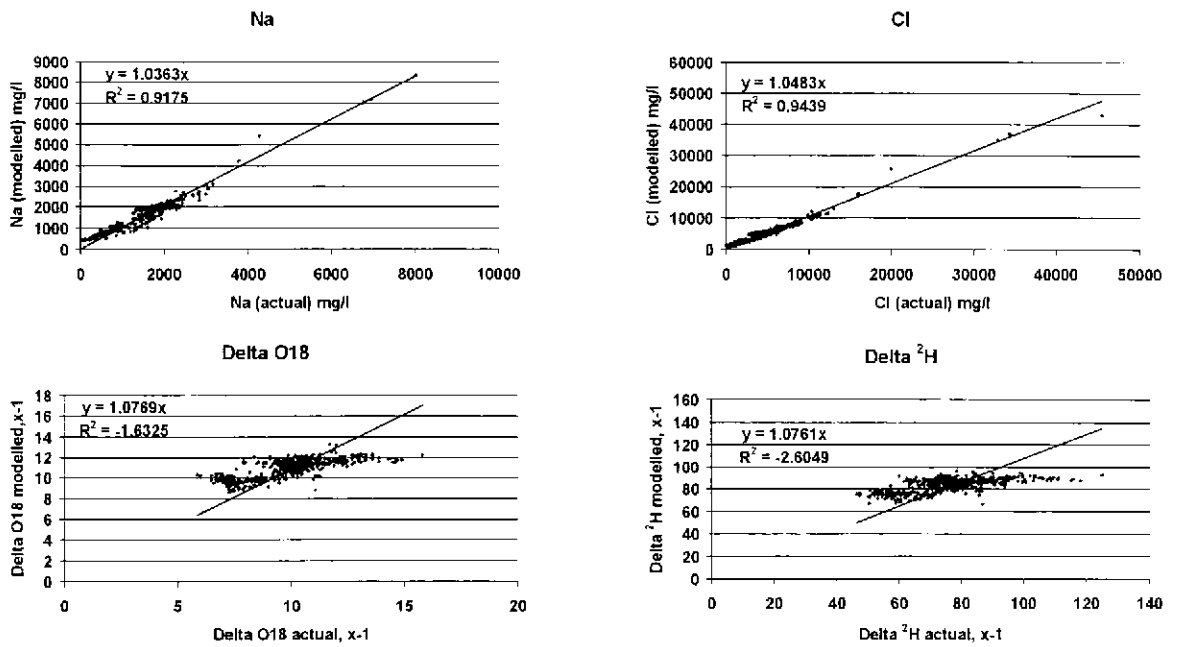 Na
9000
8000
7000
6000
5000
4000
3000
2000
1000
0
y = 1.0363x
R² = 0.9175
Na (modelled) mg/l
0 2000 4000 6000 8000 10000
Na (actual) mg/l
Cl
60000
50000
40000
30000
20000
10000
0
y = 1.0483x
R² = 0,9439
Cl (modelled) mg/l
0 10000 20000 30000 40000 50000
Cl (actual) mg/l
Delta O18
18
16
14
12
10
8
6
4
2
0
y = 1.0769x
R² = -1.6325
Delta O18 modelled,x-1
0 5 10 15 20
Delta O18 actual, x-1
Delta ²H
160
140
120
100
80
60
40
20
0
y = 1.0761x
R² = -2.6049
Delta ²H modelled, x-1
0 20 40 60 80 100 120 140
Delta ²H actual, x-1